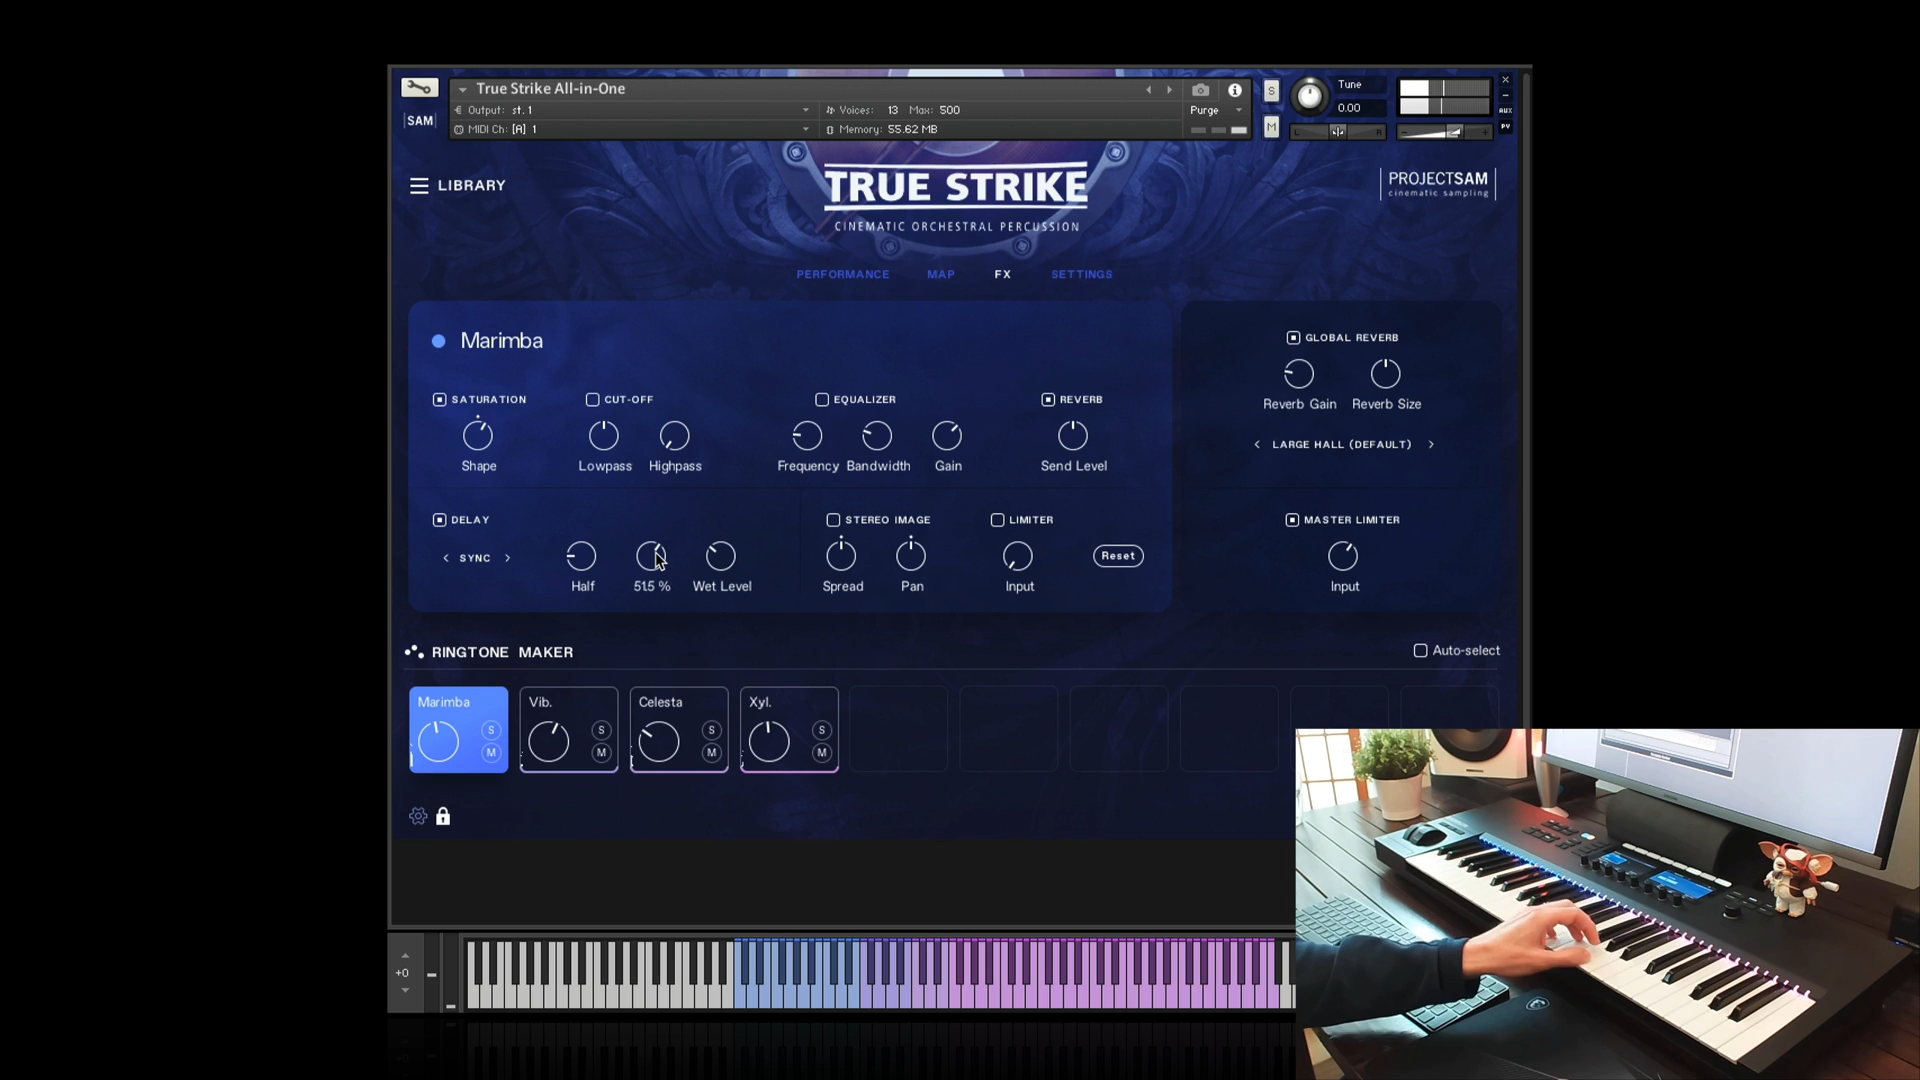 True Strike All-in-One
Output: st. 1
Voices: 13 Max: 500
Purge
MIDI Ch: [A] 1
Memory: 55.62 MB
S
M
Tune
0.00
L R
- +
×
-
AUX
PV
|SAM|
LIBRARY
TRUE STRIKE
CINEMATIC ORCHESTRAL PERCUSSION
PROJECTSAM
cinematic sampling
PERFORMANCE MAP FX SETTINGS
Marimba
SATURATION CUT-OFF EQUALIZER REVERB
Shape Lowpass Highpass Frequency Bandwidth Gain Send Level
DELAY STEREO IMAGE LIMITER
< SYNC > Reset
Half 51.5 % Wet Level Spread Pan Input
GLOBAL REVERB
Reverb Gain Reverb Size
< LARGE HALL (DEFAULT) >
MASTER LIMITER
Input
RINGTONE MAKER
Auto-select
Marimba Vib. Celesta Xyl.
S S S S
M M M M
+0